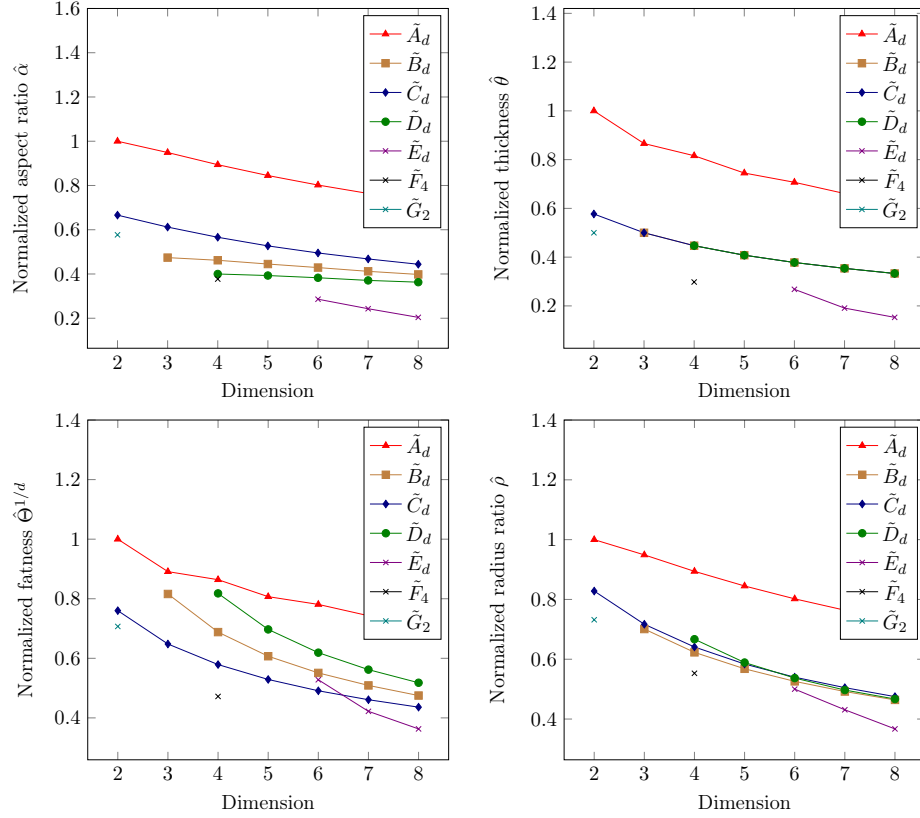 Normalized aspect ratio α̂
1.6
1.4
1.2
1
0.8
0.6
0.4
0.2
2 3 4 5 6 7 8
Dimension
Ã_d
B̃_d
C̃_d
D̃_d
Ẽ_d
F̃_4
G̃_2
Normalized thickness θ̂
1.4
1.2
1
0.8
0.6
0.4
0.2
2 3 4 5 6 7 8
Dimension
Ã_d
B̃_d
C̃_d
D̃_d
Ẽ_d
F̃_4
G̃_2
Normalized fatness Θ̂^{1/d}
1.4
1.2
1
0.8
0.6
0.4
2 3 4 5 6 7 8
Dimension
Ã_d
B̃_d
C̃_d
D̃_d
Ẽ_d
F̃_4
G̃_2
Normalized radius ratio ρ̂
1.4
1.2
1
0.8
0.6
0.4
2 3 4 5 6 7 8
Dimension
Ã_d
B̃_d
C̃_d
D̃_d
Ẽ_d
F̃_4
G̃_2